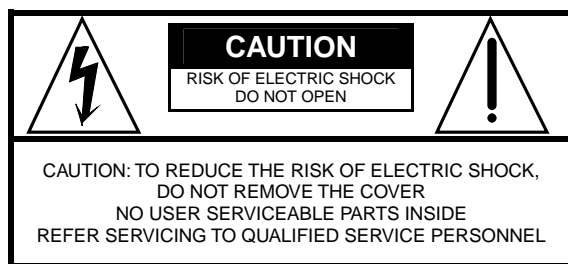 CAUTION
RISK OF ELECTRIC SHOCK
DO NOT OPEN
CAUTION: TO REDUCE THE RISK OF ELECTRIC SHOCK,
DO NOT REMOVE THE COVER
NO USER SERVICEABLE PARTS INSIDE
REFER SERVICING TO QUALIFIED SERVICE PERSONNEL